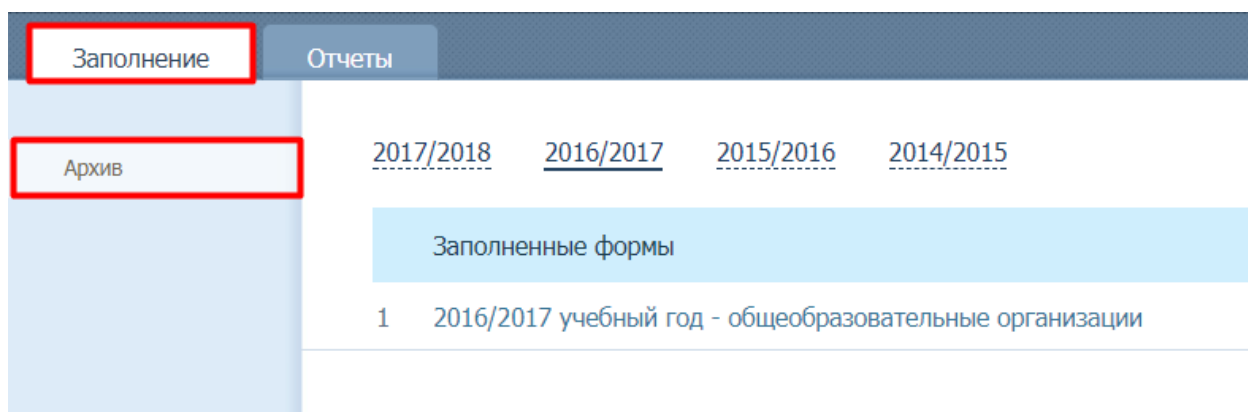 Заполнение Отчеты
Архив
2017/2018 2016/2017 2015/2016 2014/2015
Заполненные формы
1 2016/2017 учебный год - общеобразовательные организации